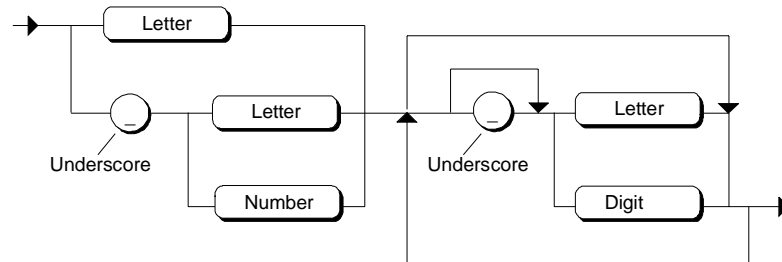 Letter
_
Letter
_
Letter
Underscore
Underscore
Number
Digit